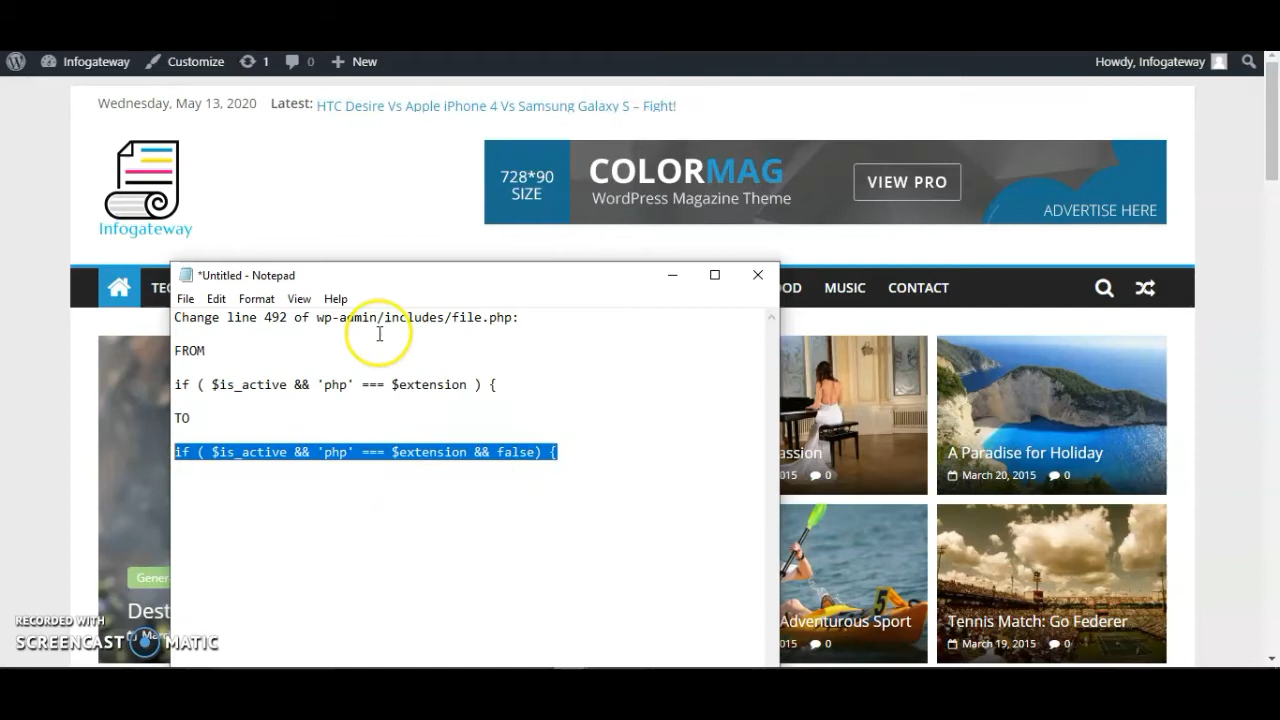 Infogateway
Customize
1
0
New
Howdy, Infogateway
Wednesday, May 13, 2020
Latest:
HTC Desire Vs Apple iPhone 4 Vs Samsung Galaxy S – Fight!
Infogateway
728*90
SIZE
COLORMAG
WordPress Magazine Theme
VIEW PRO
ADVERTISE HERE
*Untitled - Notepad
MUSIC
CONTACT
File
Edit
Format
View
Help
Change line 492 of wp-admin/includes/file.php:
FROM
if ( $is_active && 'php' === $extension ) {
TO
if ( $is_active && 'php' === $extension && false) {
0
A Paradise for Holiday
March 20, 2015
0
Gener
Dest
Adventurous Sport
015
0
Tennis Match: Go Federer
March 19, 2015
0
RECORDED WITH
SCREENCAST MATIC